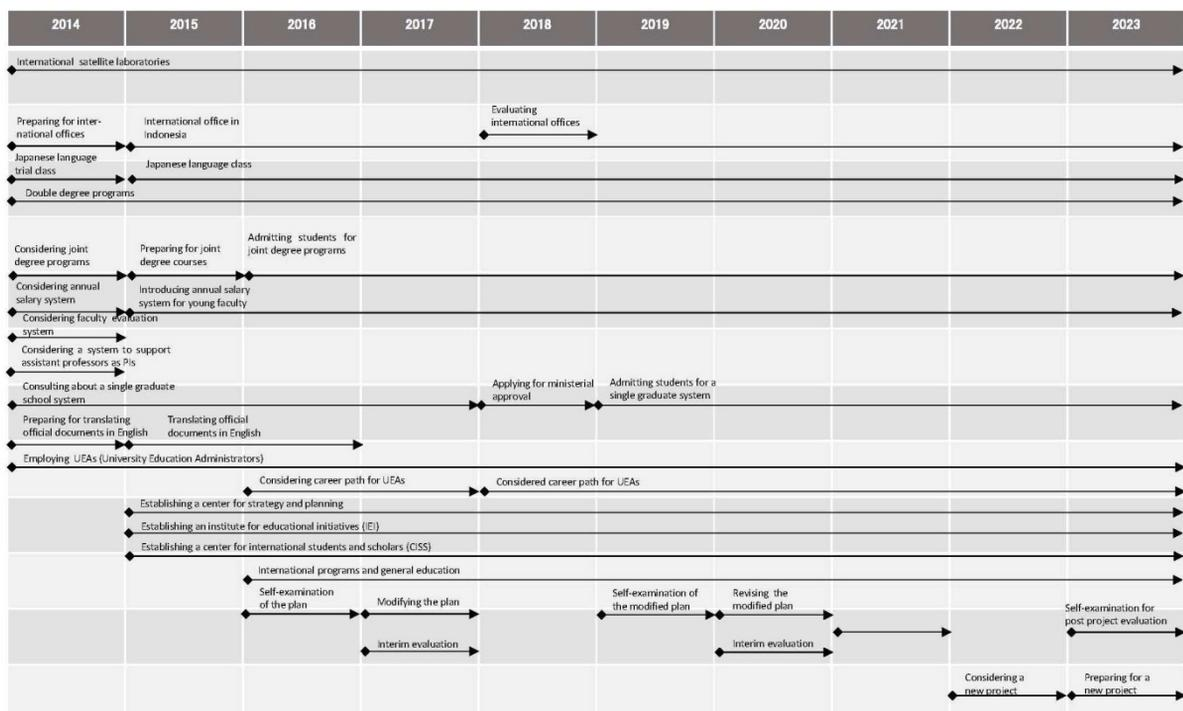 2014 2015 2016 2017 2018 2019 2020 2021 2022 2023
International satellite laboratories
Preparing for inter-
national offices
International office in
Indonesia
Evaluating
international offices
Japanese language
trial class
Japanese language class
Double degree programs
Considering joint
degree programs
Preparing for joint
degree courses
Admitting students for
joint degree programs
Considering annual
salary system
Introducing annual salary
system for young faculty
Considering faculty evaluation
system
Considering a system to support
assistant professors as PIs
Consulting about a single graduate
school system
Applying for ministerial
approval
Admitting students for a
single graduate system
Preparing for translating
official documents in English
Translating official
documents in English
Employing UEAs (University Education Administrators)
Considering career path for UEAs
Considered career path for UEAs
Establishing a center for strategy and planning
Establishing an institute for educational initiatives (IEI)
Establishing a center for international students and scholars (CISS)
International programs and general education
Self-examination
of the plan
Modifying the plan
Self-examination of
the modified plan
Revising the
modified plan
Self-examination for
post project evaluation
Interim evaluation
Interim evaluation
Considering a
new project
Preparing for a
new project